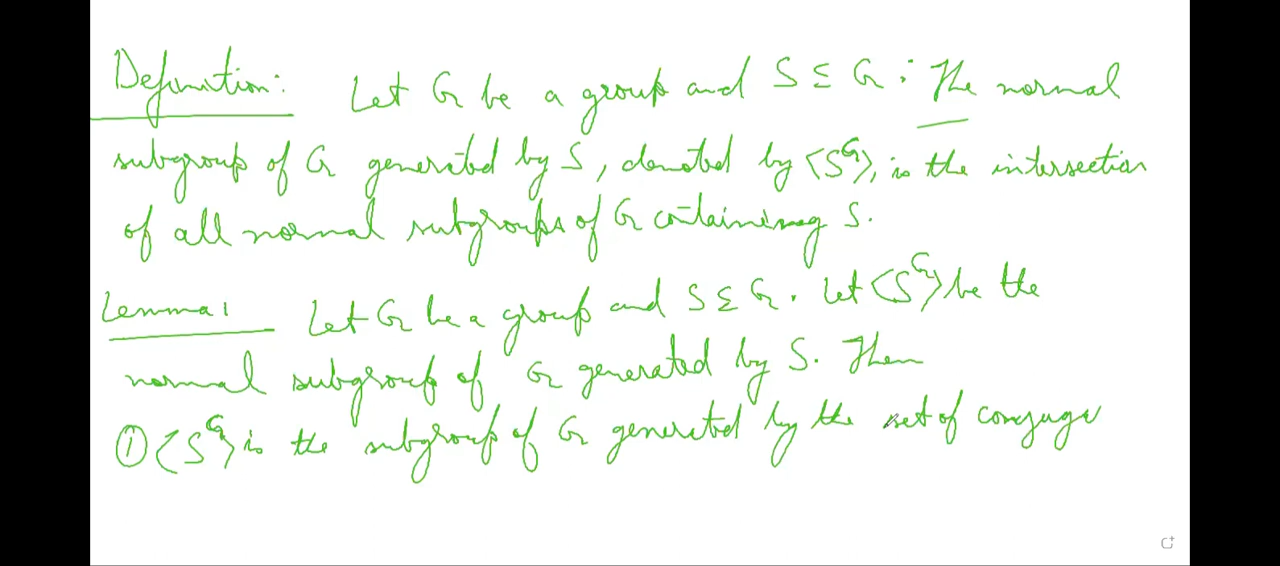 Definition: Let G be a group and S ⊆ G. The normal
subgroup of G generated by S, denoted by ⟨S^G⟩, is the intersection
of all normal subgroups of G containing S.
Lemma: Let G be a group and S ⊆ G. Let ⟨S^G⟩ be the
normal subgroup of G generated by S. Then
① ⟨S^G⟩ is the subgroup of G generated by the set of conjuga